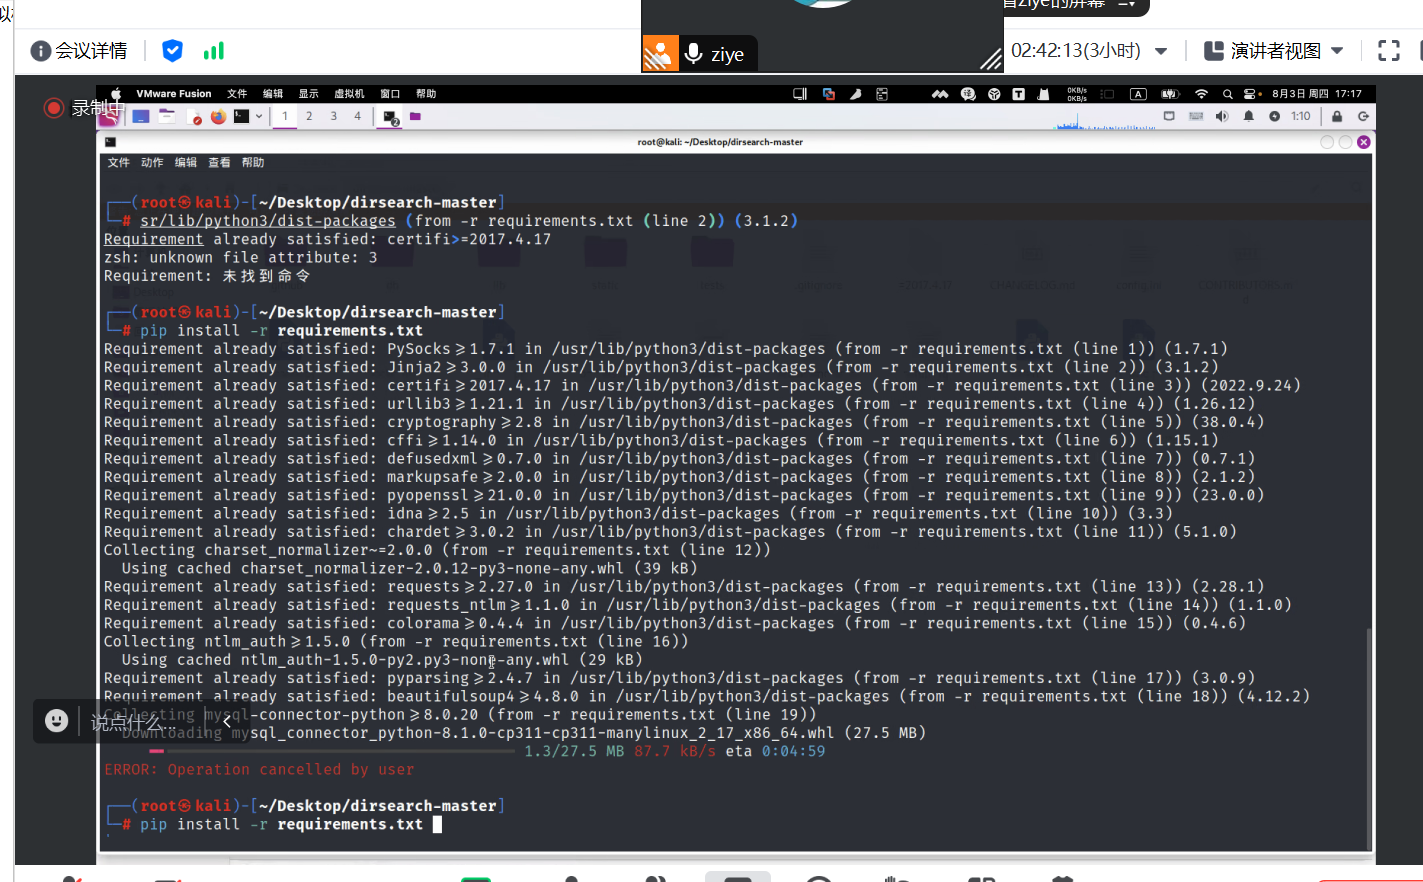 会议详情
ziye
ziye的屏幕
02:42:13(3小时)
演讲者视图
录制中
VMware Fusion 文件 编辑 显示 虚拟机 窗口 帮助
0KB/s
0KB/s
A
8月3日 周四 17:17
1 2 3 4
2
1:10
root@kali: ~/Desktop/dirsearch-master
文件 动作 编辑 查看 帮助
┌──(root㉿kali)-[~/Desktop/dirsearch-master]
└─# sr/lib/python3/dist-packages (from -r requirements.txt (line 2)) (3.1.2)
Requirement already satisfied: certifi>=2017.4.17
zsh: unknown file attribute: 3
Requirement: 未找到命令
┌──(root㉿kali)-[~/Desktop/dirsearch-master]
└─# pip install -r requirements.txt
Requirement already satisfied: PySocks≥1.7.1 in /usr/lib/python3/dist-packages (from -r requirements.txt (line 1)) (1.7.1)
Requirement already satisfied: Jinja2≥3.0.0 in /usr/lib/python3/dist-packages (from -r requirements.txt (line 2)) (3.1.2)
Requirement already satisfied: certifi≥2017.4.17 in /usr/lib/python3/dist-packages (from -r requirements.txt (line 3)) (2022.9.24)
Requirement already satisfied: urllib3≥1.21.1 in /usr/lib/python3/dist-packages (from -r requirements.txt (line 4)) (1.26.12)
Requirement already satisfied: cryptography≥2.8 in /usr/lib/python3/dist-packages (from -r requirements.txt (line 5)) (38.0.4)
Requirement already satisfied: cffi≥1.14.0 in /usr/lib/python3/dist-packages (from -r requirements.txt (line 6)) (1.15.1)
Requirement already satisfied: defusedxml≥0.7.0 in /usr/lib/python3/dist-packages (from -r requirements.txt (line 7)) (0.7.1)
Requirement already satisfied: markupsafe≥2.0.0 in /usr/lib/python3/dist-packages (from -r requirements.txt (line 8)) (2.1.2)
Requirement already satisfied: pyopenssl≥21.0.0 in /usr/lib/python3/dist-packages (from -r requirements.txt (line 9)) (23.0.0)
Requirement already satisfied: idna≥2.5 in /usr/lib/python3/dist-packages (from -r requirements.txt (line 10)) (3.3)
Requirement already satisfied: chardet≥3.0.2 in /usr/lib/python3/dist-packages (from -r requirements.txt (line 11)) (5.1.0)
Collecting charset_normalizer~=2.0.0 (from -r requirements.txt (line 12))
Using cached charset_normalizer-2.0.12-py3-none-any.whl (39 kB)
Requirement already satisfied: requests≥2.27.0 in /usr/lib/python3/dist-packages (from -r requirements.txt (line 13)) (2.28.1)
Requirement already satisfied: requests_ntlm≥1.1.0 in /usr/lib/python3/dist-packages (from -r requirements.txt (line 14)) (1.1.0)
Requirement already satisfied: colorama≥0.4.4 in /usr/lib/python3/dist-packages (from -r requirements.txt (line 15)) (0.4.6)
Collecting ntlm_auth≥1.5.0 (from -r requirements.txt (line 16))
Using cached ntlm_auth-1.5.0-py2.py3-none-any.whl (29 kB)
Requirement already satisfied: pyparsing≥2.4.7 in /usr/lib/python3/dist-packages (from -r requirements.txt (line 17)) (3.0.9)
Requirement already satisfied: beautifulsoup4≥4.8.0 in /usr/lib/python3/dist-packages (from -r requirements.txt (line 18)) (4.12.2)
Collecting mysql-connector-python≥8.0.20 (from -r requirements.txt (line 19))
说点什么...
Downloading mysql_connector_python-8.1.0-cp311-cp311-manylinux_2_17_x86_64.whl (27.5 MB)
1.3/27.5 MB 87.7 kB/s eta 0:04:59
ERROR: Operation cancelled by user
┌──(root㉿kali)-[~/Desktop/dirsearch-master]
└─# pip install -r requirements.txt